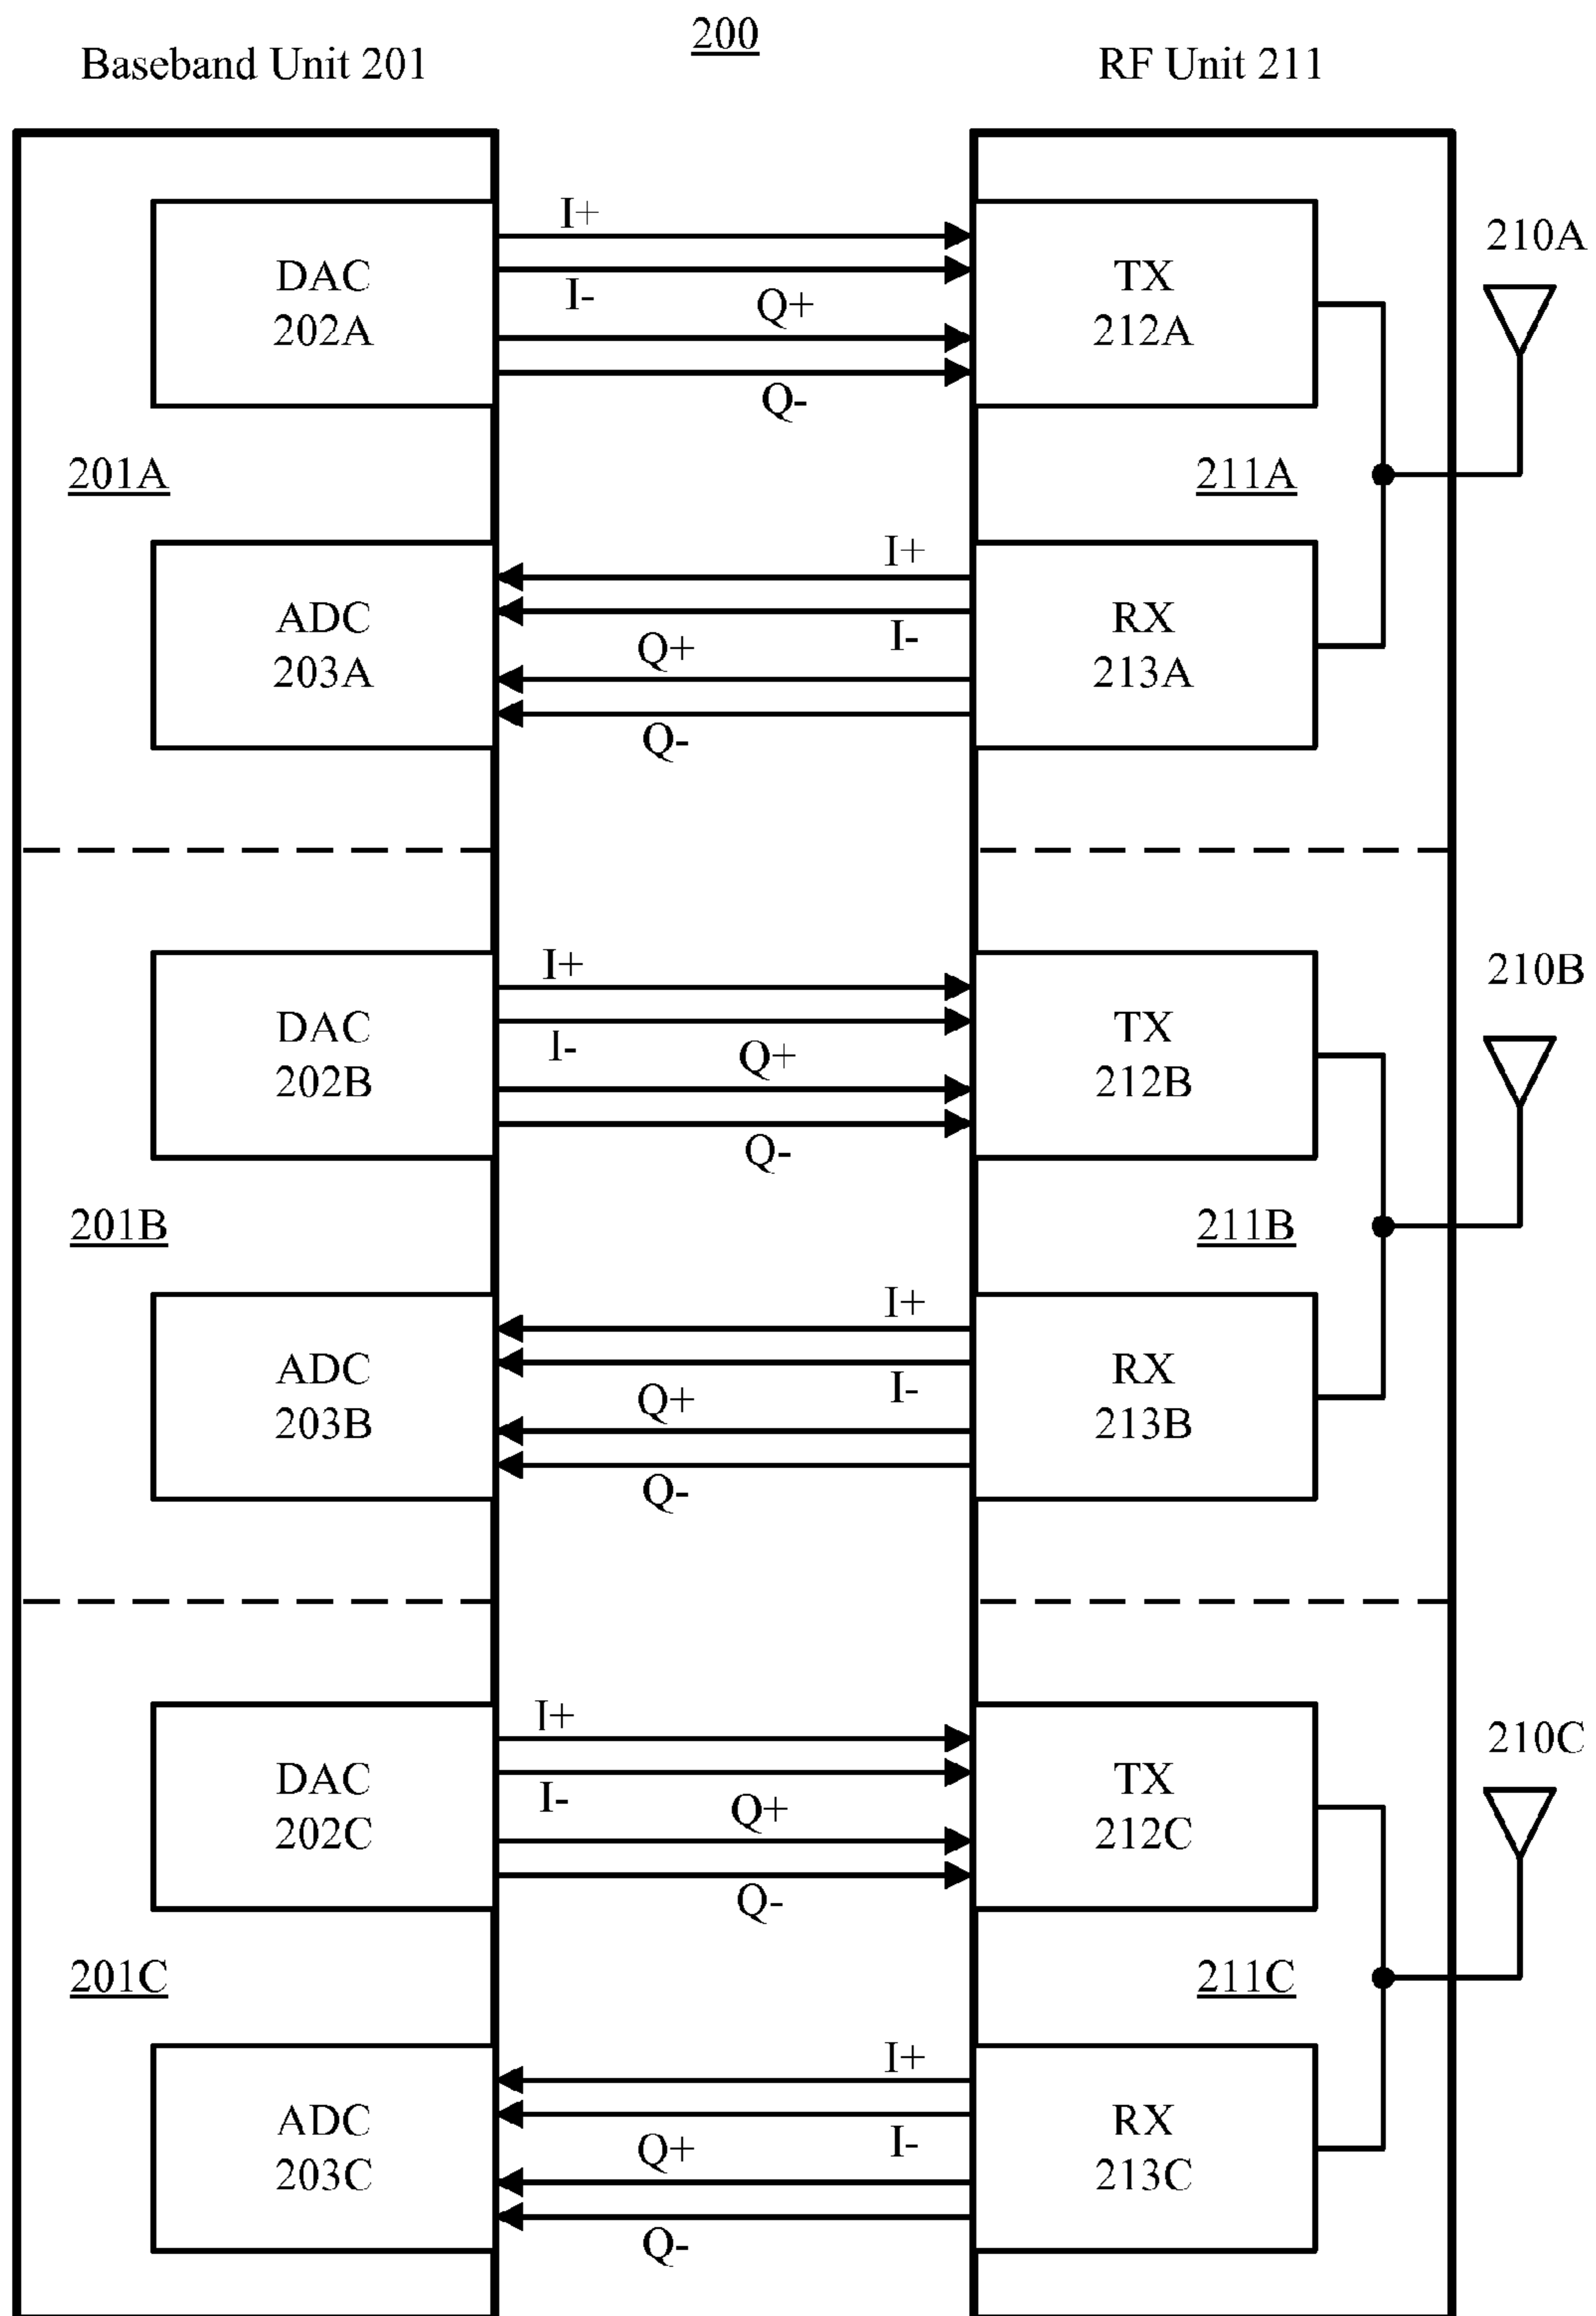 200
Baseband Unit 201
RF Unit 211
I+
DAC
202A
TX
212A
210A
I-
Q+
Q-
201A
211A
I+
ADC
203A
RX
213A
I-
Q+
Q-
I+
DAC
202B
TX
212B
210B
I-
Q+
Q-
201B
211B
I+
ADC
203B
RX
213B
I-
Q+
Q-
I+
DAC
202C
TX
212C
210C
I-
Q+
Q-
201C
211C
I+
ADC
203C
RX
213C
I-
Q+
Q-